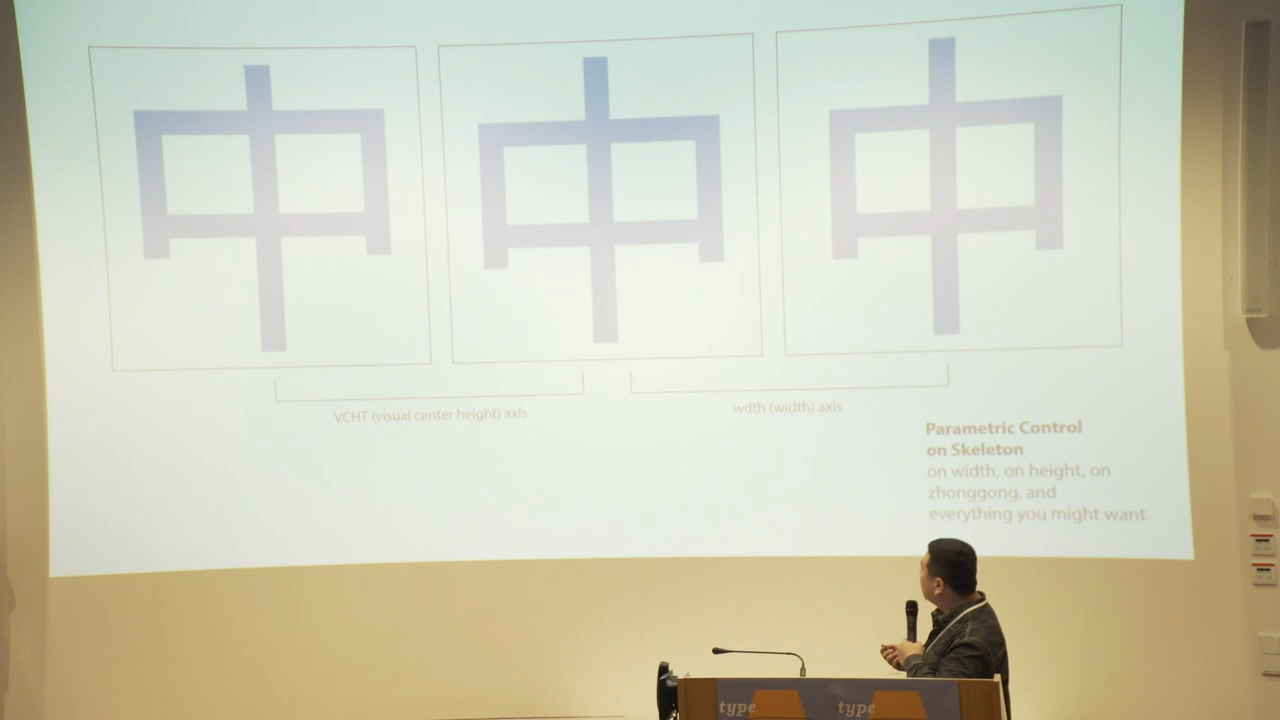 中 中 中
VCHT (visual center height) axis
wdth (width) axis
Parametric Control
on Skeleton
on width, on height, on
zhonggong, and
everything you might want
type type